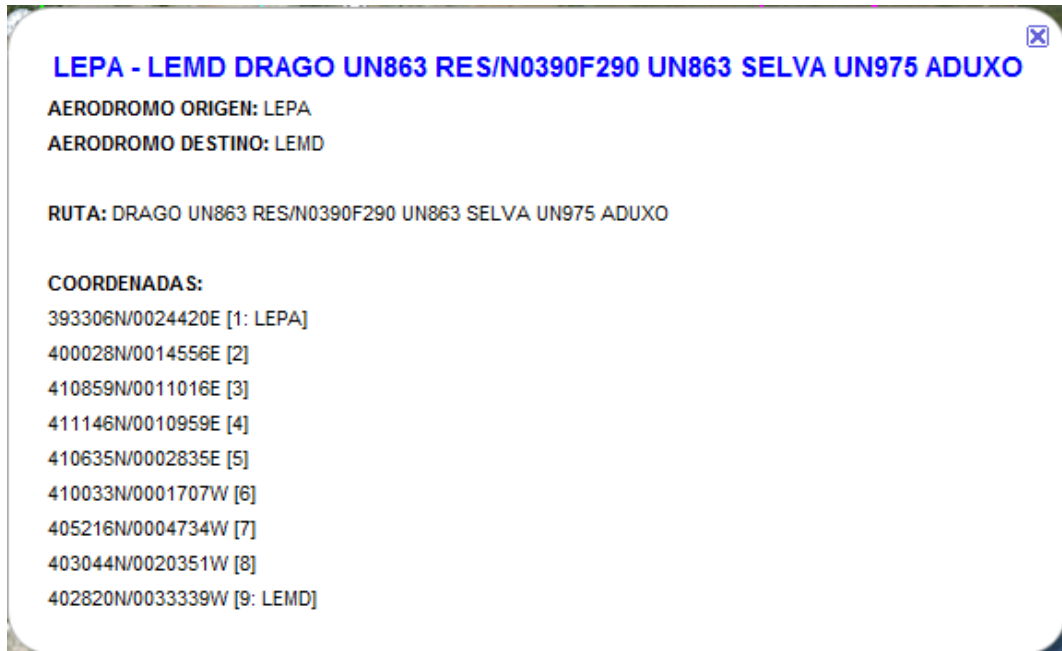 LEPA - LEMD DRAGO UN863 RES/N0390F290 UN863 SELVA UN975 ADUXO
AERODROMO ORIGEN: LEPA
AERODROMO DESTINO: LEMD
RUTA: DRAGO UN863 RES/N0390F290 UN863 SELVA UN975 ADUXO
COORDENADAS:
393306N/0024420E [1: LEPA]
400028N/0014556E [2]
410859N/0011016E [3]
411146N/0010959E [4]
410635N/0002835E [5]
410033N/0001707W [6]
405216N/0004734W [7]
403044N/0020351W [8]
402820N/0033339W [9: LEMD]